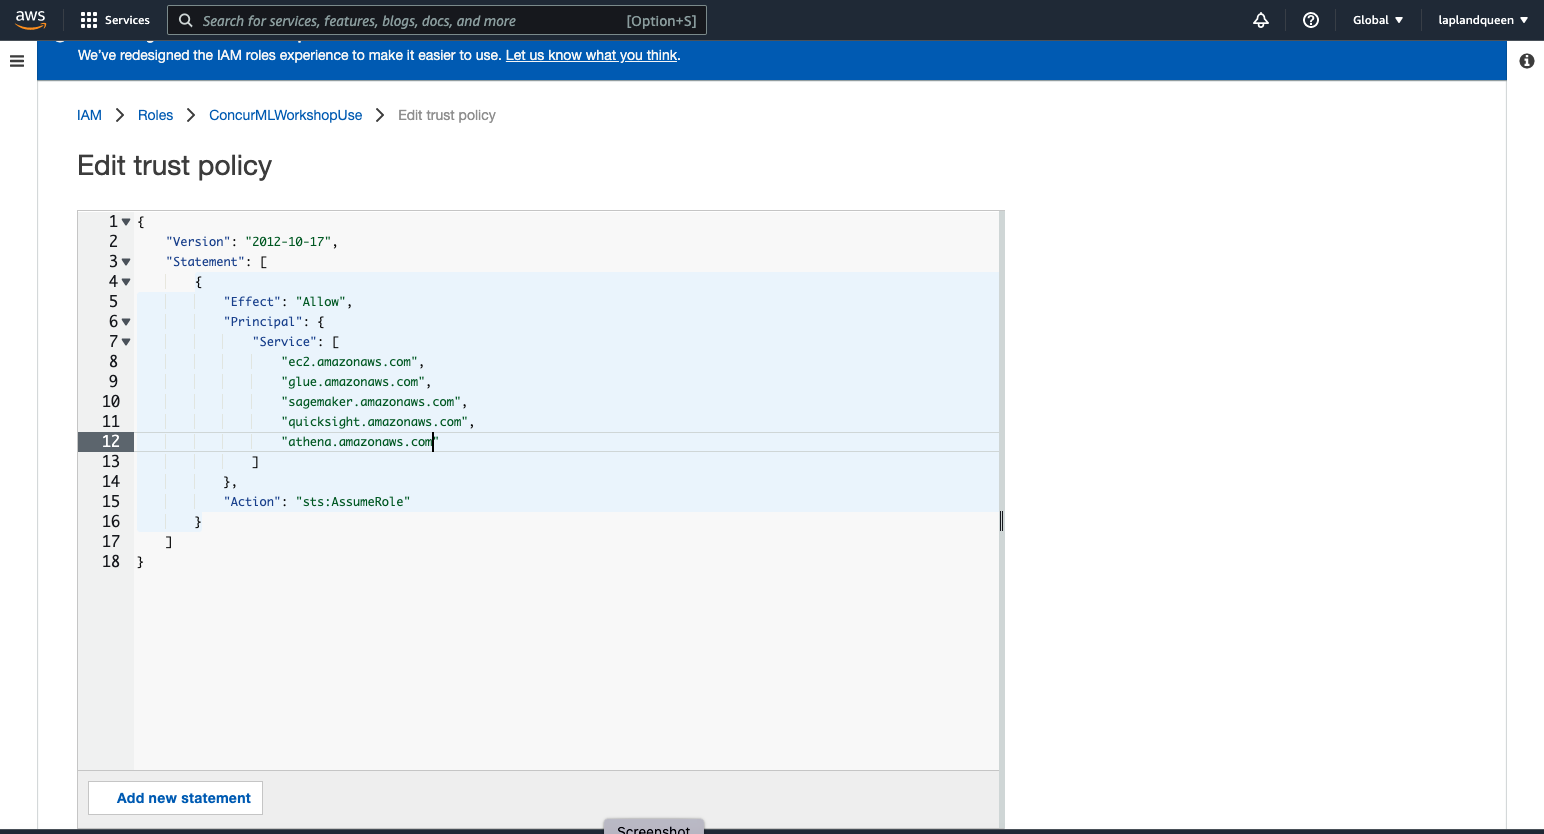 aws
Services
Search for services, features, blogs, docs, and more
[Option+S]
Global
laplandqueen
We've redesigned the IAM roles experience to make it easier to use. Let us know what you think.
IAM > Roles > ConcurMLWorkshopUse > Edit trust policy
Edit trust policy
1 {
2 "Version": "2012-10-17",
3 "Statement": [
4 {
5 "Effect": "Allow",
6 "Principal": {
7 "Service": [
8 "ec2.amazonaws.com",
9 "glue.amazonaws.com",
10 "sagemaker.amazonaws.com",
11 "quicksight.amazonaws.com",
12 "athena.amazonaws.com"
13 ]
14 },
15 "Action": "sts:AssumeRole"
16 }
17 ]
18 }
Add new statement
Screenshot